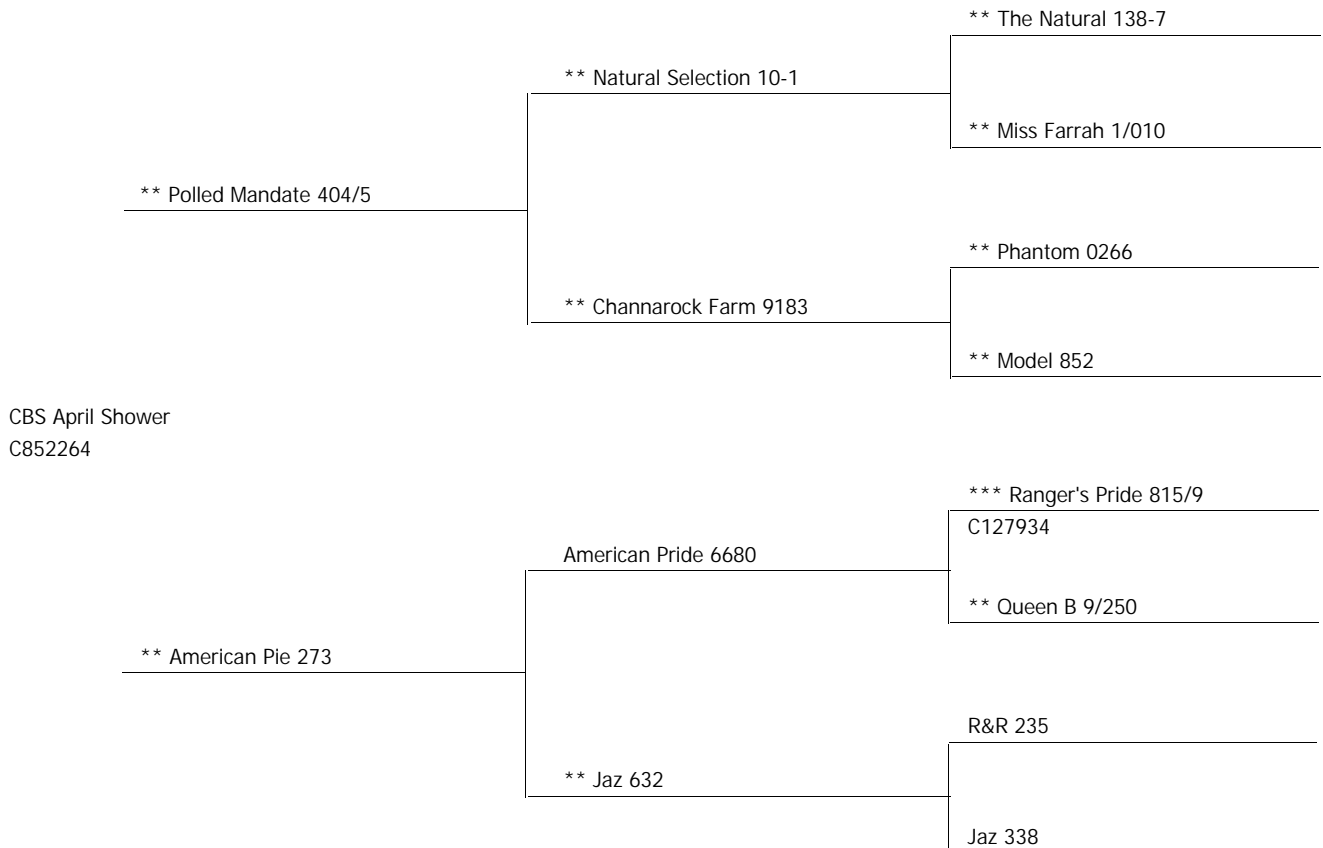 ** The Natural 138-7
** Natural Selection 10-1
** Miss Farrah 1/010
** Polled Mandate 404/5
** Phantom 0266
** Channarock Farm 9183
** Model 852
CBS April Shower
C852264
*** Ranger's Pride 815/9
C127934
American Pride 6680
** Queen B 9/250
** American Pie 273
R&R 235
** Jaz 632
Jaz 338